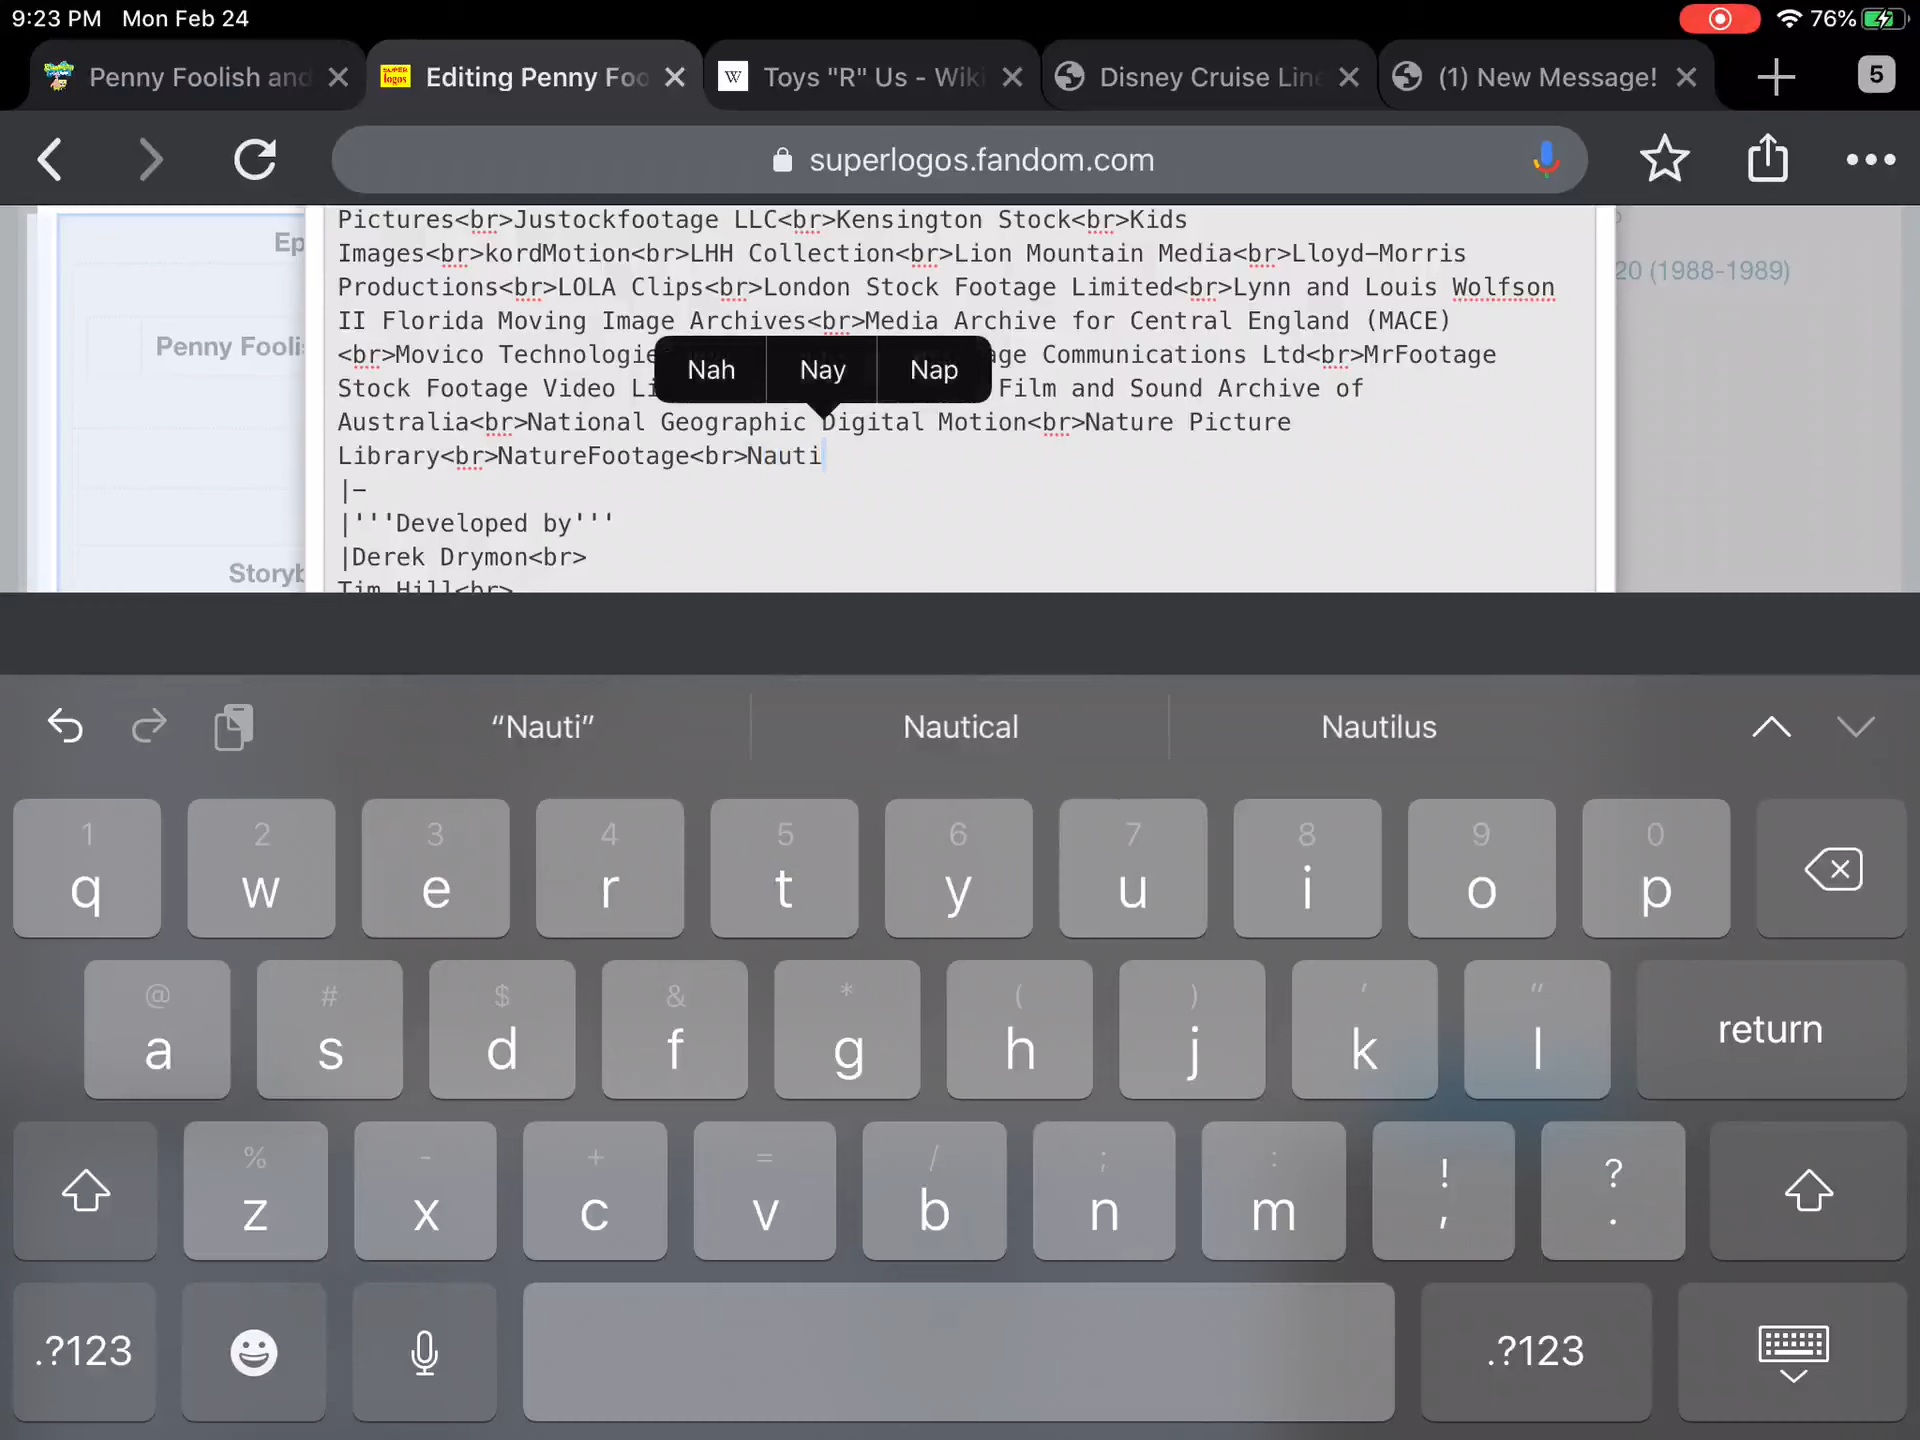 9:23 PM Mon Feb 24
76%
Penny Foolish and
Editing Penny Foo
W Toys "R" Us - Wiki
Disney Cruise Line
(1) New Message!
5
superlogos.fandom.com
Pictures<br>Justockfootage LLC<br>Kensington Stock<br>Kids
Images<br>kordMotion<br>LHH Collection<br>Lion Mountain Media<br>Lloyd-Morris
Productions<br>LOLA Clips<br>London Stock Footage Limited<br>Lynn and Louis Wolfson
II Florida Moving Image Archives<br>Media Archive for Central England (MACE)
<br>Movico Technologie age Communications Ltd<br>MrFootage
Stock Footage Video Li Film and Sound Archive of
Australia<br>National Geographic Digital Motion<br>Nature Picture
Library<br>NatureFootage<br>Nauti
|-
|'''Developed by'''
|Derek Drymon<br>
Tim Hill<br>
Nah Nay Nap
Ep
Penny Fooli
Storyb
20 (1988-1989)
“Nauti” Nautical Nautilus
1 2 3 4 5 6 7 8 9 0
q w e r t y u i o p
@ # $ & * ( ) ' "
a s d f g h j k l return
% - + = / ; : ! ?
z x c v b n m , .
.?123 .?123